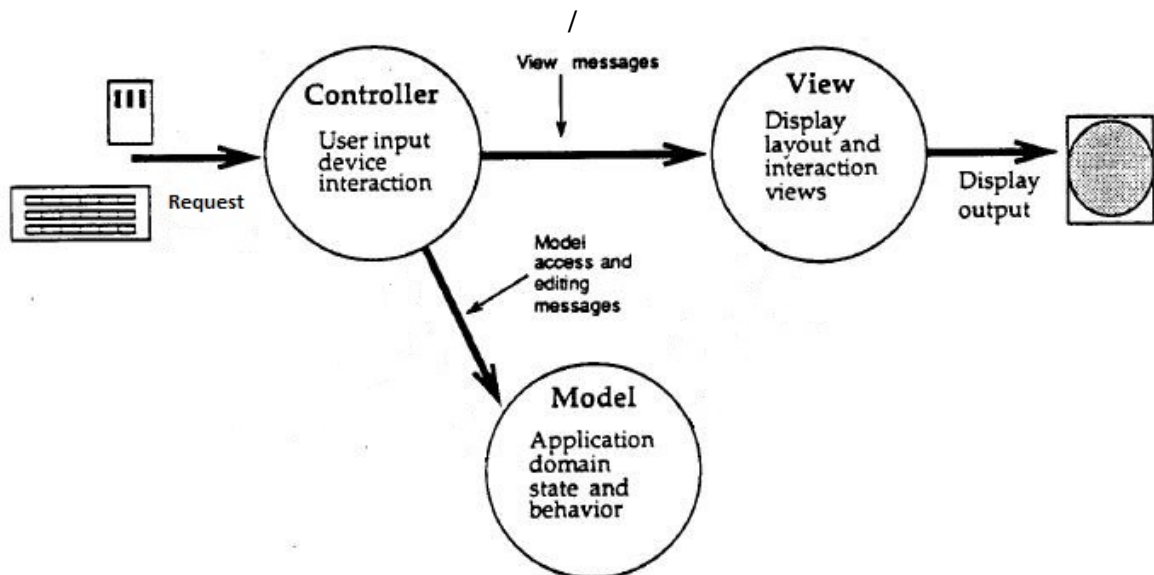 /
View messages
Controller
User input
device
interaction
View
Display
layout and
interaction
views
Request
Display
output
Model
access and
editing
messages
Model
Application
domain
state and
behavior